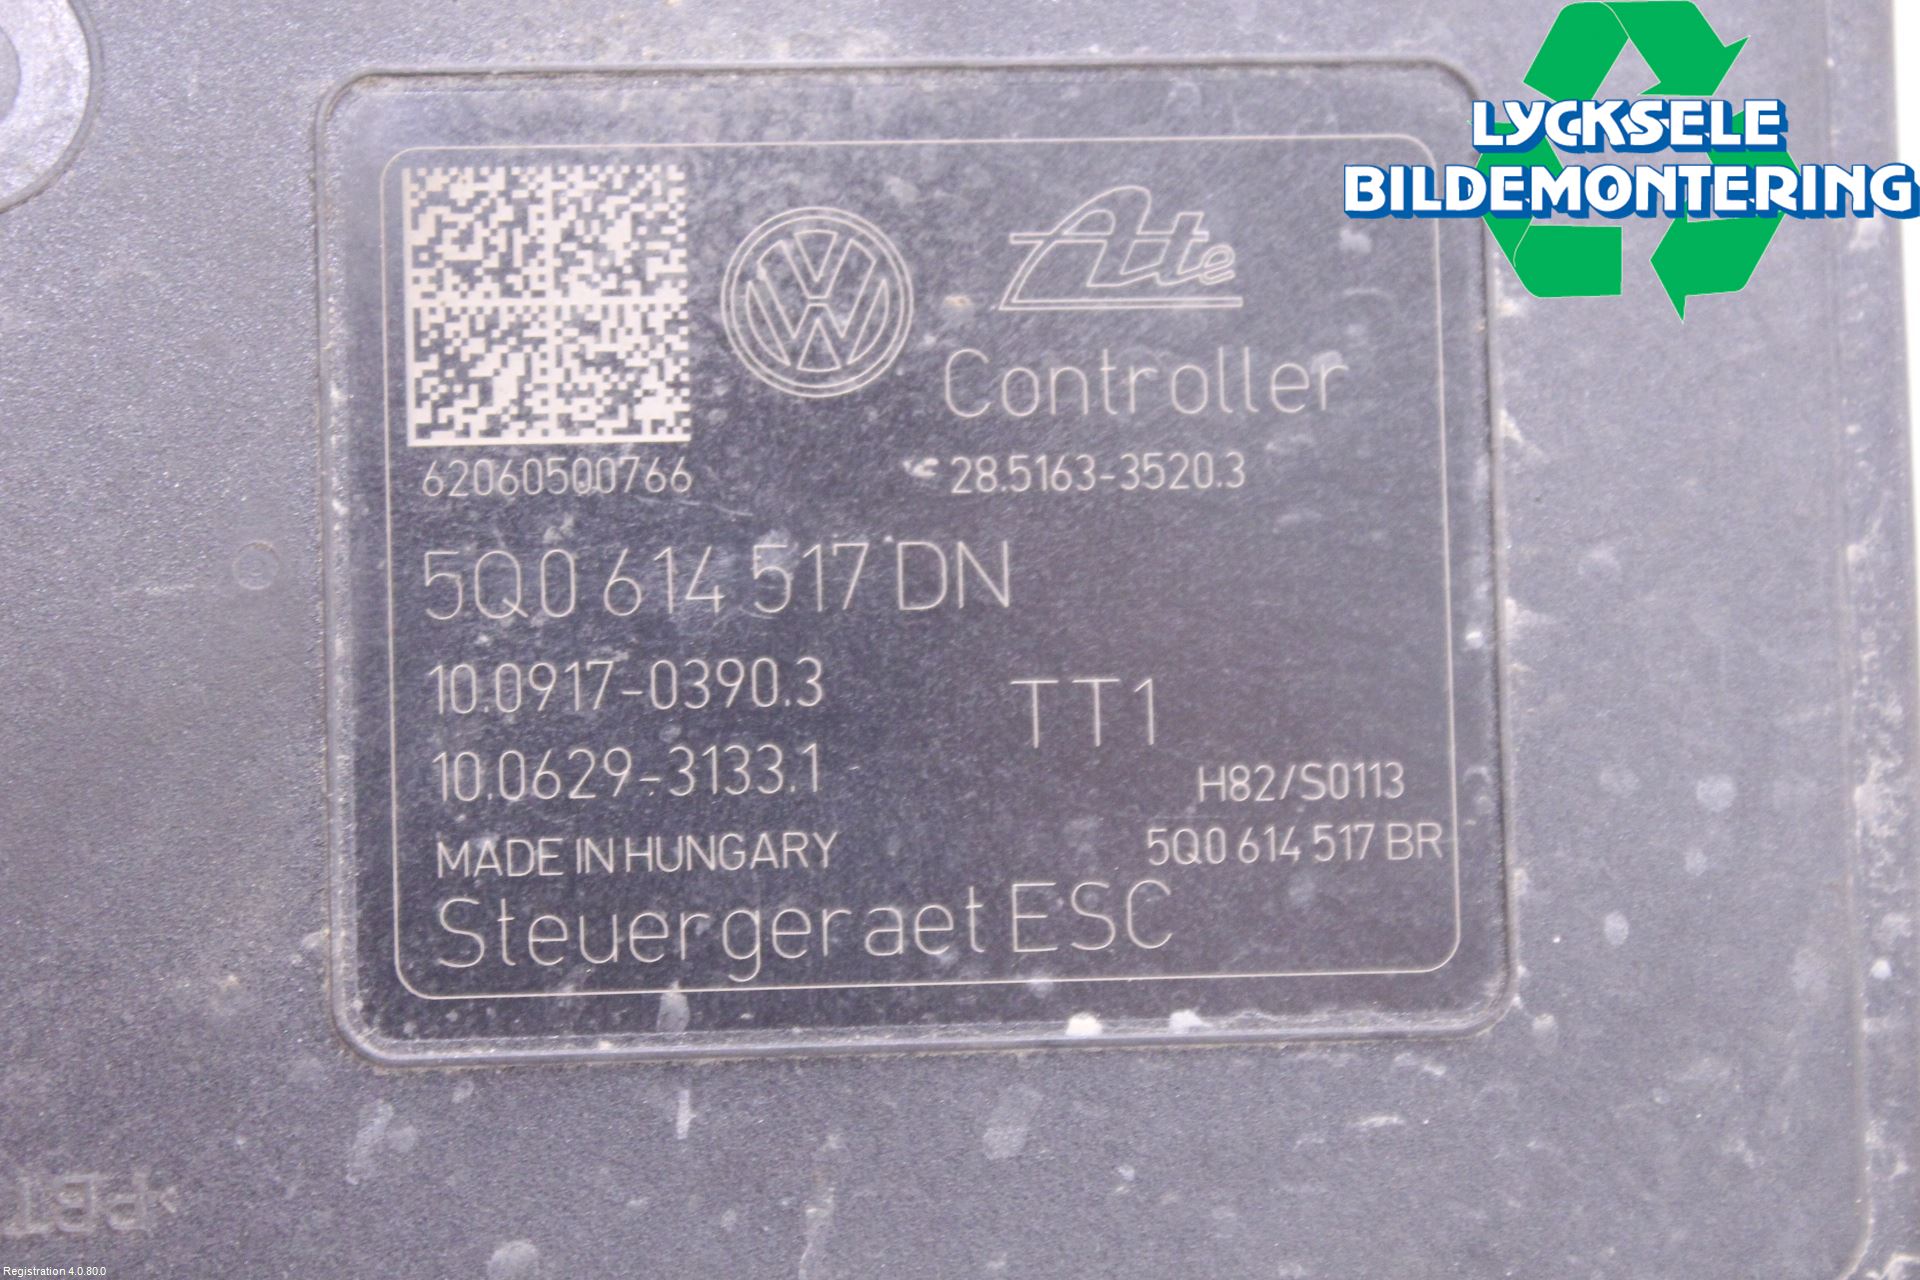 LYCKSELE
BILDEMONTERING
Ate
Controller
62060500766
28.5163-3520.3
5Q0 614 517 DN
10.0917-0390.3
TT1
10.0629-3133.1
H82/S0113
MADE IN HUNGARY
5Q0 614 517 BR
Steuergeraet ESC
Registration 4.0.80.0